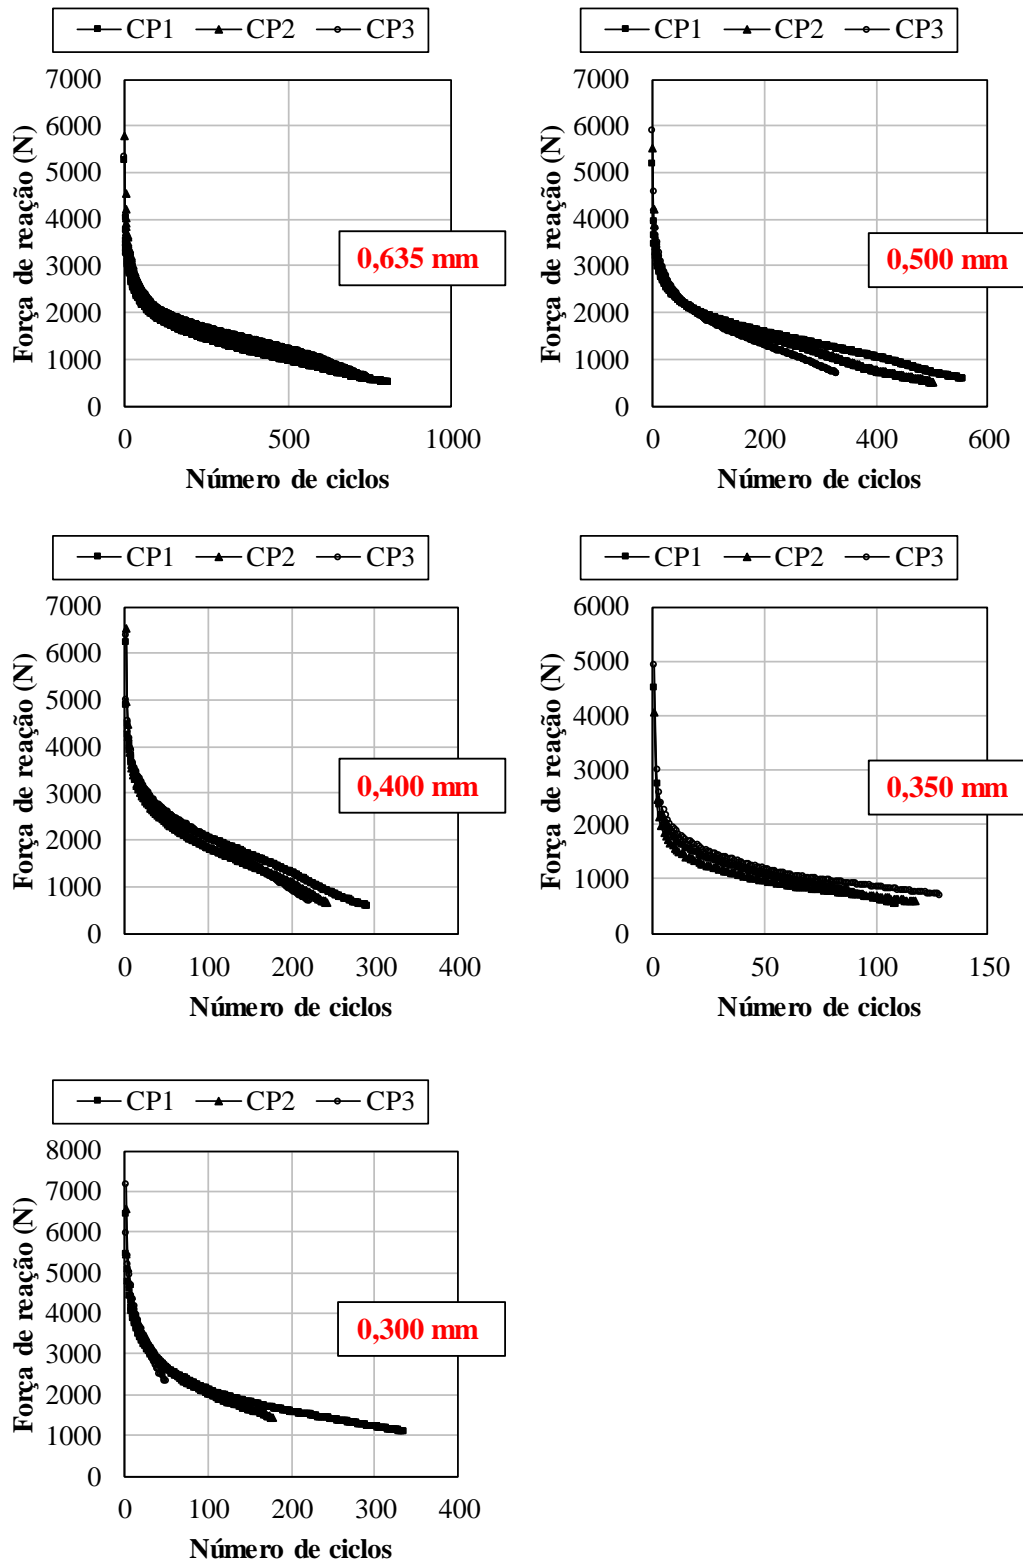 CP1 CP2 CP3
7000
6000
5000
4000
3000
2000
1000
0
0 500 1000
Força de reação (N)
Número de ciclos
0,635 mm
CP1 CP2 CP3
7000
6000
5000
4000
3000
2000
1000
0
0 200 400 600
Força de reação (N)
Número de ciclos
0,500 mm
CP1 CP2 CP3
7000
6000
5000
4000
3000
2000
1000
0
0 100 200 300 400
Força de reação (N)
Número de ciclos
0,400 mm
CP1 CP2 CP3
6000
5000
4000
3000
2000
1000
0
0 50 100 150
Força de reação (N)
Número de ciclos
0,350 mm
CP1 CP2 CP3
8000
7000
6000
5000
4000
3000
2000
1000
0
0 100 200 300 400
Força de reação (N)
Número de ciclos
0,300 mm